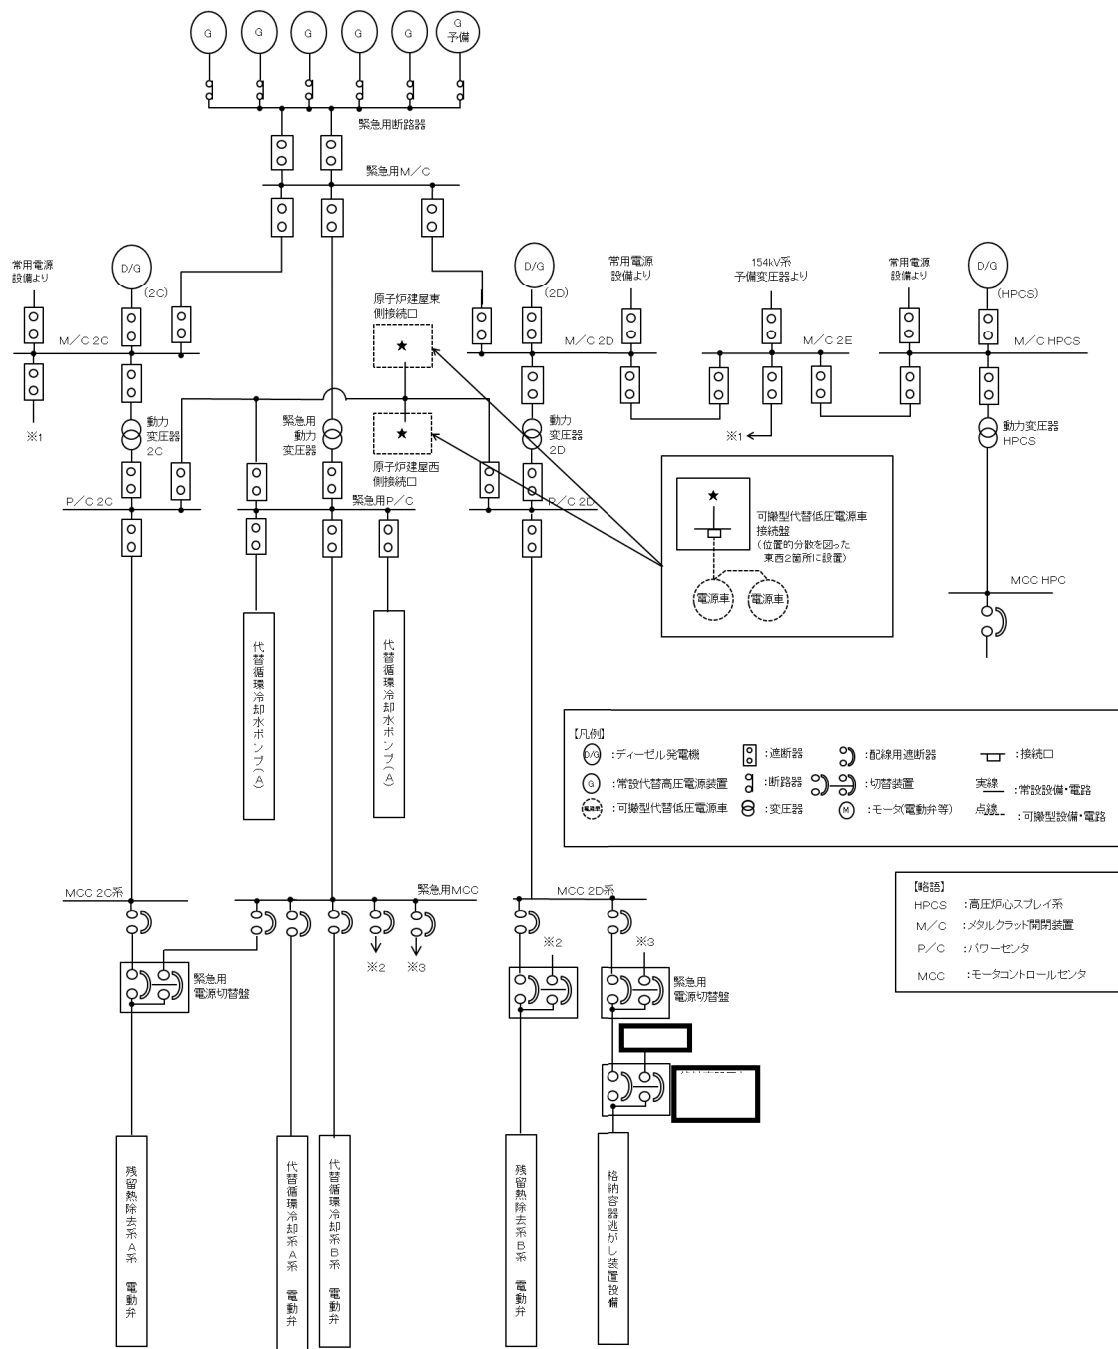 G
G
G
G
G
G
予備
緊急用断路器
緊急用M/C
常用電源
設備より
D/G
(2C)
M/C 2C
※1
動力
変圧器
2C
P/C 2C
緊急用
動力
変圧器
緊急用P/C
原子炉建屋東
側接続口
★
★
原子炉建屋西
側接続口
D/G
(2D)
M/C 2D
動力
変圧器
2D
P/C 2D
常用電源
設備より
154kV系
予備変圧器より
M/C 2E
※1
常用電源
設備より
D/G
(HPCS)
M/C HPCS
動力変圧器
HPCS
MCC HPC
★
可搬型代替低圧電源車
接続盤
(位置的分散を図った
東西2箇所に設置)
電源車
電源車
代替循環冷却水ポンプ(A)
代替循環冷却水ポンプ(A)
【凡例】
D/G :ディーゼル発電機
:遮断器
:配線用遮断器
:接続口
G :常設代替高圧電源装置
:断路器
:切替装置
実線 :常設設備・電路
電源車 :可搬型代替低圧電源車
:変圧器
M :モータ(電動弁等)
点線 :可搬型設備・電路
【略語】
HPCS :高圧炉心スプレイ系
M/C :メタルクラッド開閉装置
P/C :パワーセンタ
MCC :モータコントロールセンタ
MCC 2C系
緊急用MCC
MCC 2D系
※2
※3
※2
※3
緊急用
電源切替盤
緊急用
電源切替盤
残留熱除去系A系 電動弁
代替循環冷却系A系 電動弁
代替循環冷却系B系 電動弁
残留熱除去系B系 電動弁
格納容器逃がし装置設備